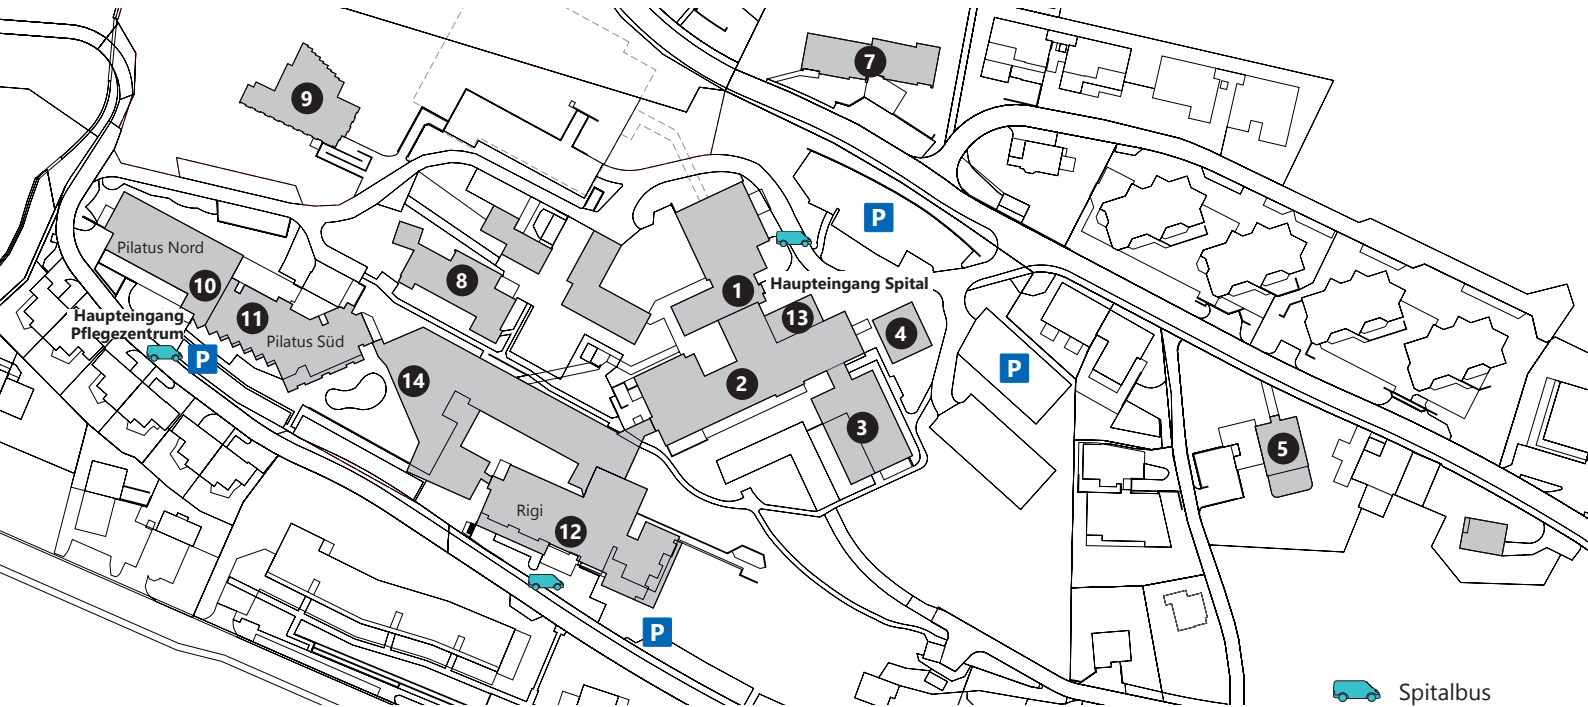 7
9
P
Pilatus Nord
8
10
1
Haupteingang Spital
Haupteingang
Pflegezentrum
11
13
4
Pilatus Süd
P
P
14
2
3
5
Rigi
12
P
Spitalbus